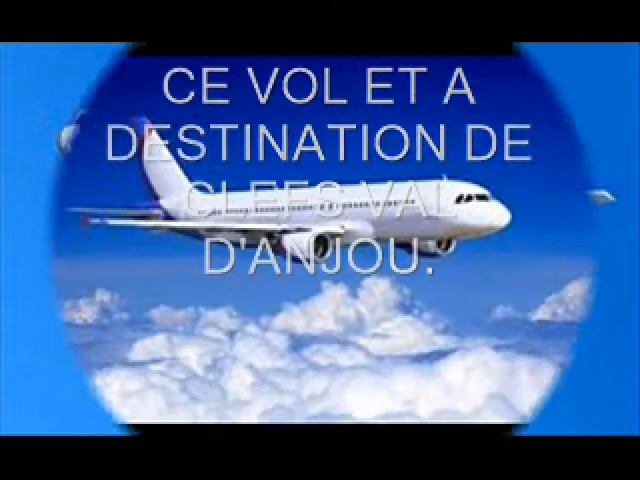 CE VOL ET A
DESTINATION DE
CLEFS VAL
D'ANJOU.